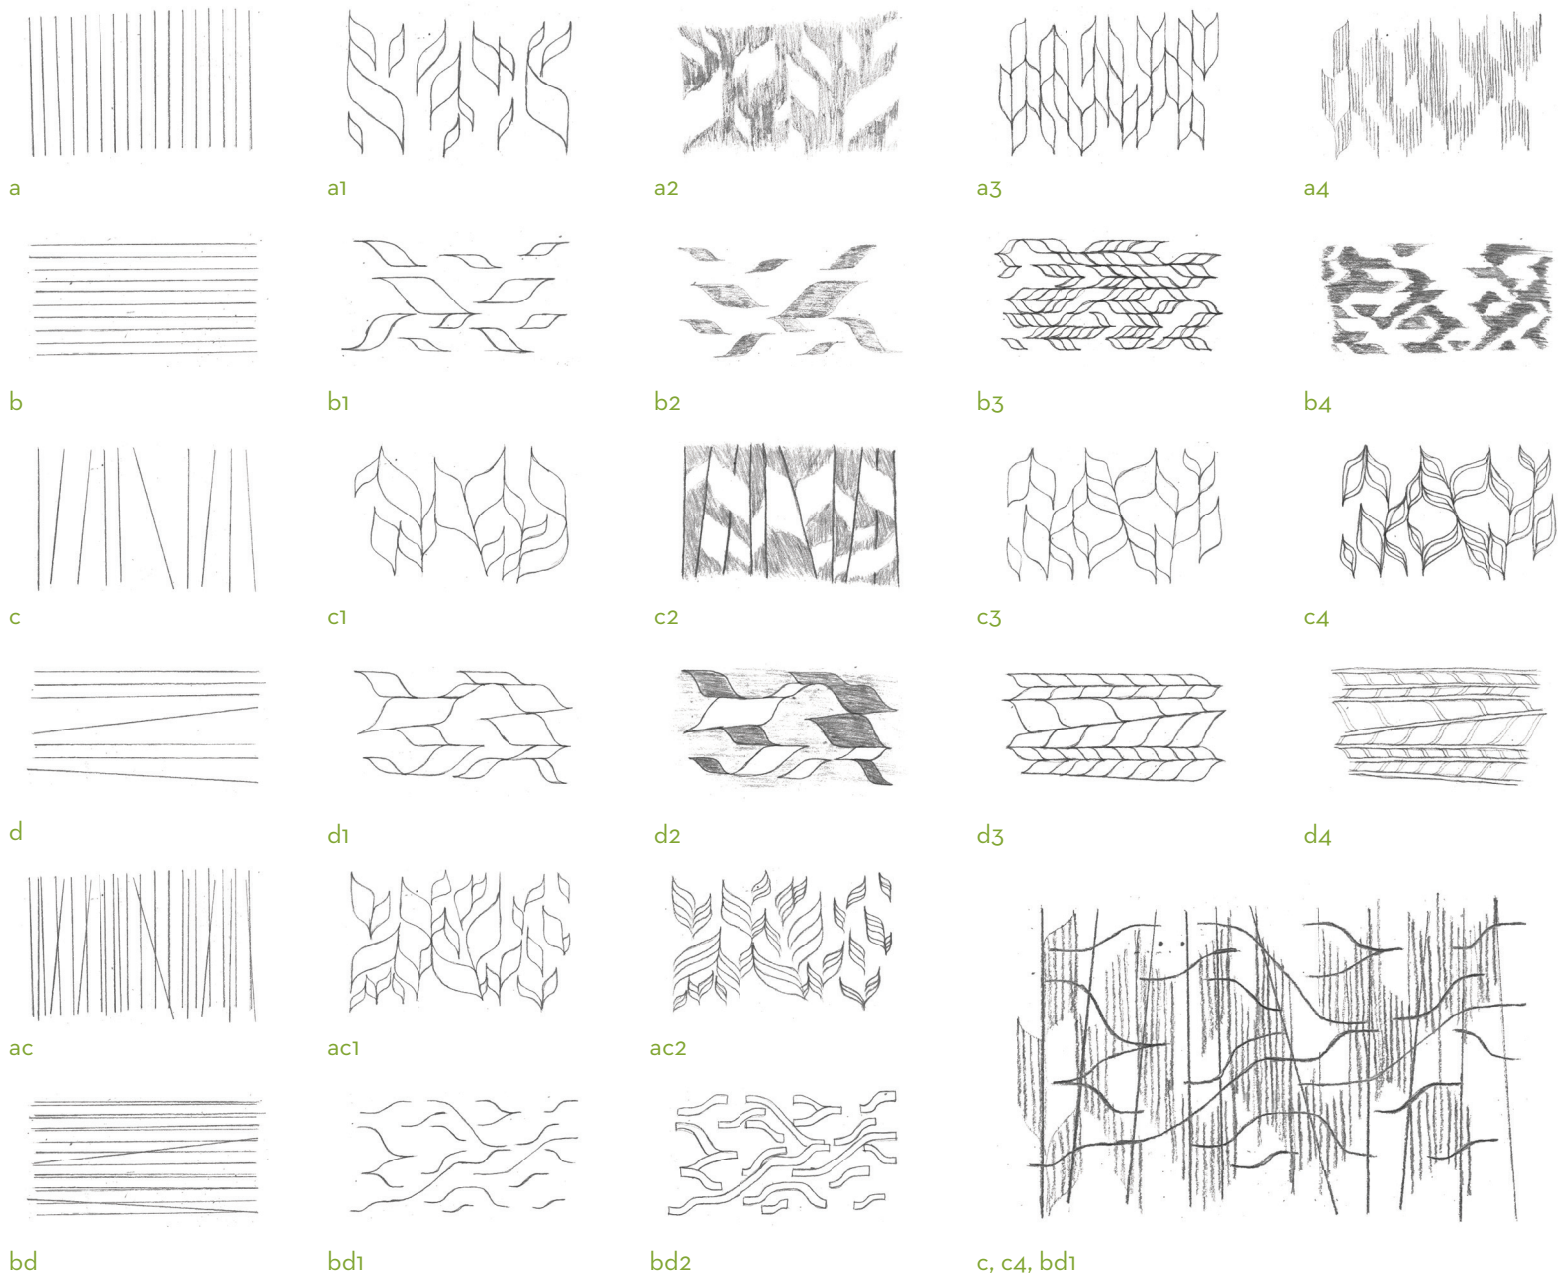 a a1 a2 a3 a4
b b1 b2 b3 b4
c c1 c2 c3 c4
d d1 d2 d3 d4
ac ac1 ac2
bd bd1 bd2 c, c4, bd1